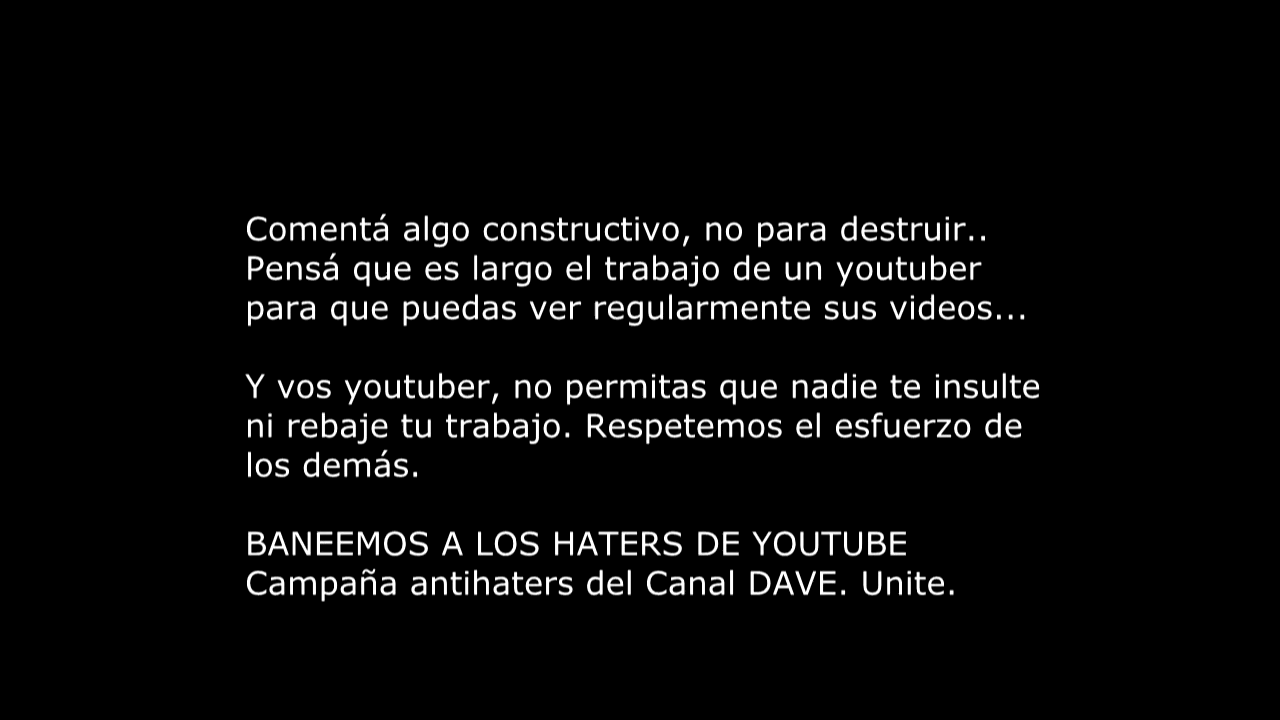 Comentá algo constructivo, no para destruir..
Pensá que es largo el trabajo de un youtuber
para que puedas ver regularmente sus videos...
Y vos youtuber, no permitas que nadie te insulte
ni rebaje tu trabajo. Respetemos el esfuerzo de
los demás.
BANEEMOS A LOS HATERS DE YOUTUBE
Campaña antihaters del Canal DAVE. Unite.